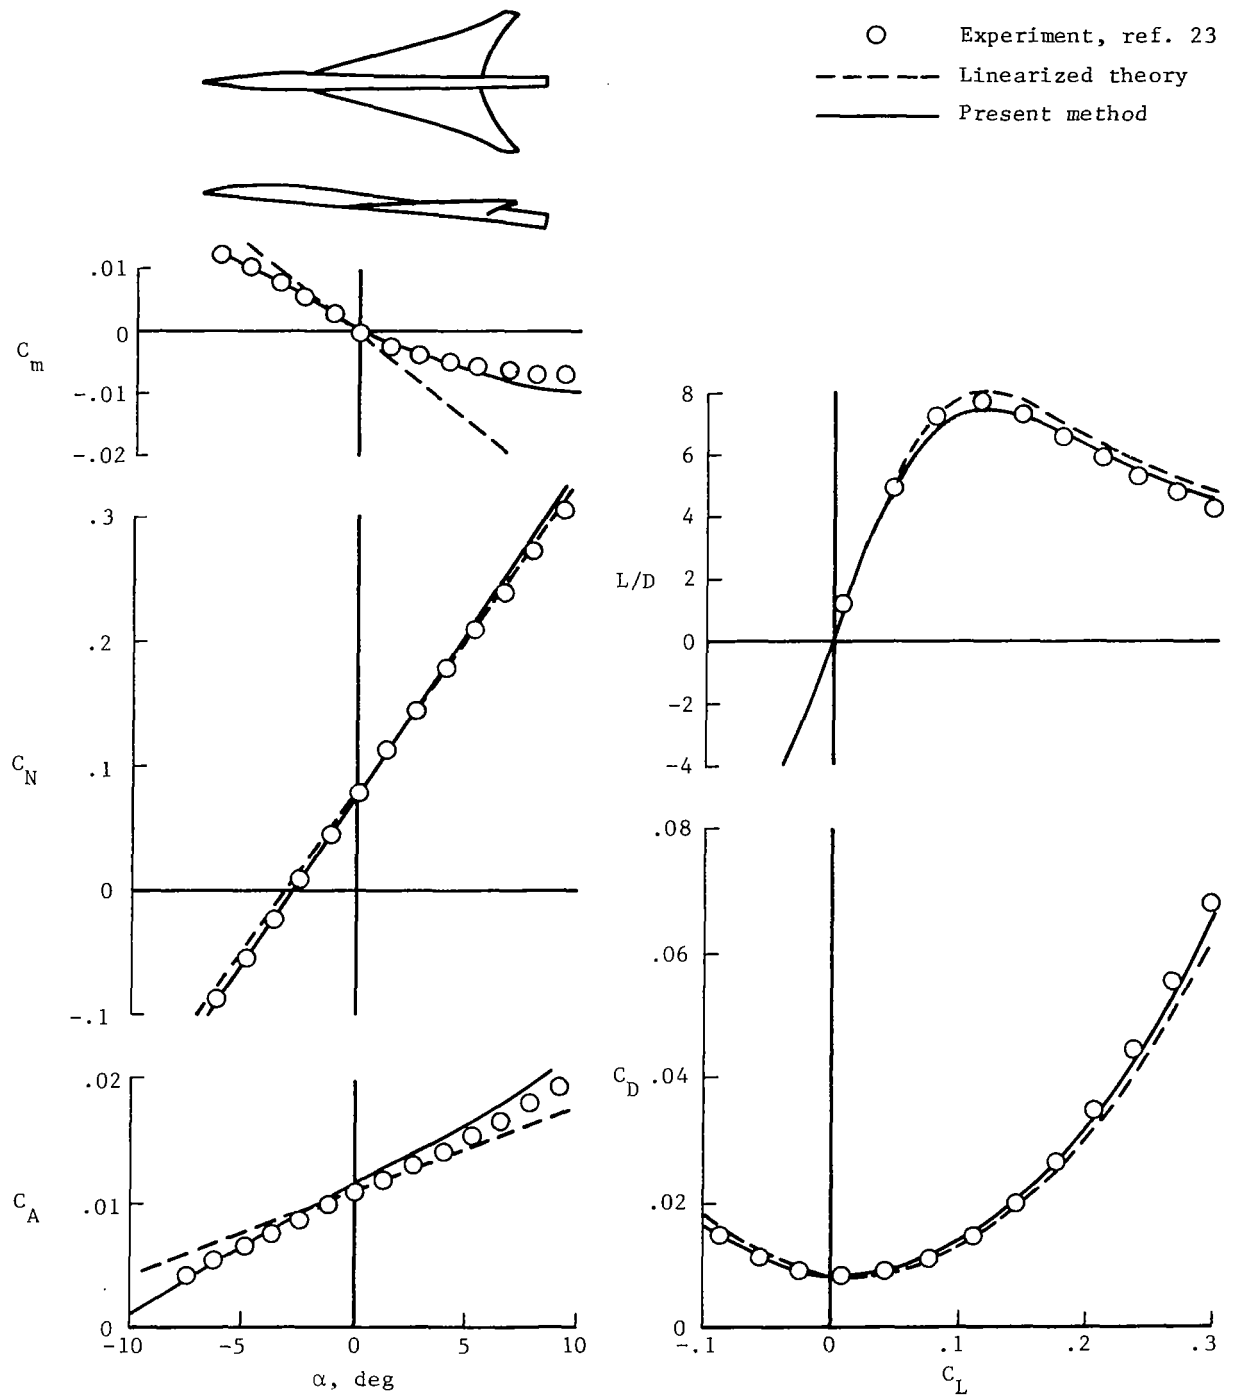 Experiment, ref. 23
Linearized theory
Present method
.01
0
C_m
-.01
-.02
.3
.2
.1
C_N
0
-.1
.02
.01
C_A
0
-10 -5 0 5 10
α, deg
8
6
4
2
L/D
0
-2
-4
.08
.06
C_D .04
.02
0
-.1 0 .1 .2 .3
C_L